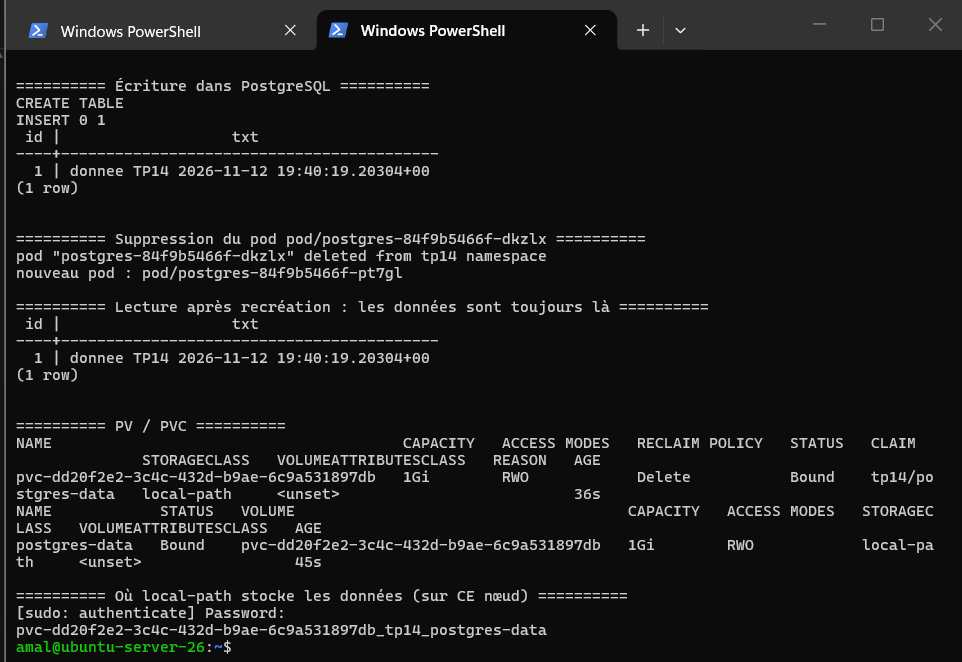 Windows PowerShell
Windows PowerShell
========== Écriture dans PostgreSQL ==========
CREATE TABLE
INSERT 0 1
 id |                   txt
----+------------------------------------------
  1 | donnee TP14 2026-11-12 19:40:19.20304+00
(1 row)
========== Suppression du pod pod/postgres-84f9b5466f-dkzlx ==========
pod "postgres-84f9b5466f-dkzlx" deleted from tp14 namespace
nouveau pod : pod/postgres-84f9b5466f-pt7gl
========== Lecture après recréation : les données sont toujours là ==========
 id |                   txt
----+------------------------------------------
  1 | donnee TP14 2026-11-12 19:40:19.20304+00
(1 row)
========== PV / PVC ==========
NAME                                       CAPACITY   ACCESS MODES   RECLAIM POLICY   STATUS   CLAIM
              STORAGECLASS   VOLUMEATTRIBUTESCLASS   REASON   AGE
pvc-dd20f2e2-3c4c-432d-b9ae-6c9a531897db   1Gi        RWO            Delete           Bound    tp14/po
stgres-data   local-path     <unset>                          36s
NAME            STATUS   VOLUME                                     CAPACITY   ACCESS MODES   STORAGEC
LASS   VOLUMEATTRIBUTESCLASS   AGE
postgres-data   Bound    pvc-dd20f2e2-3c4c-432d-b9ae-6c9a531897db   1Gi        RWO            local-pa
th     <unset>                 45s
========== Où local-path stocke les données (sur CE nœud) ==========
[sudo: authenticate] Password:
pvc-dd20f2e2-3c4c-432d-b9ae-6c9a531897db_tp14_postgres-data
amal@ubuntu-server-26:~$